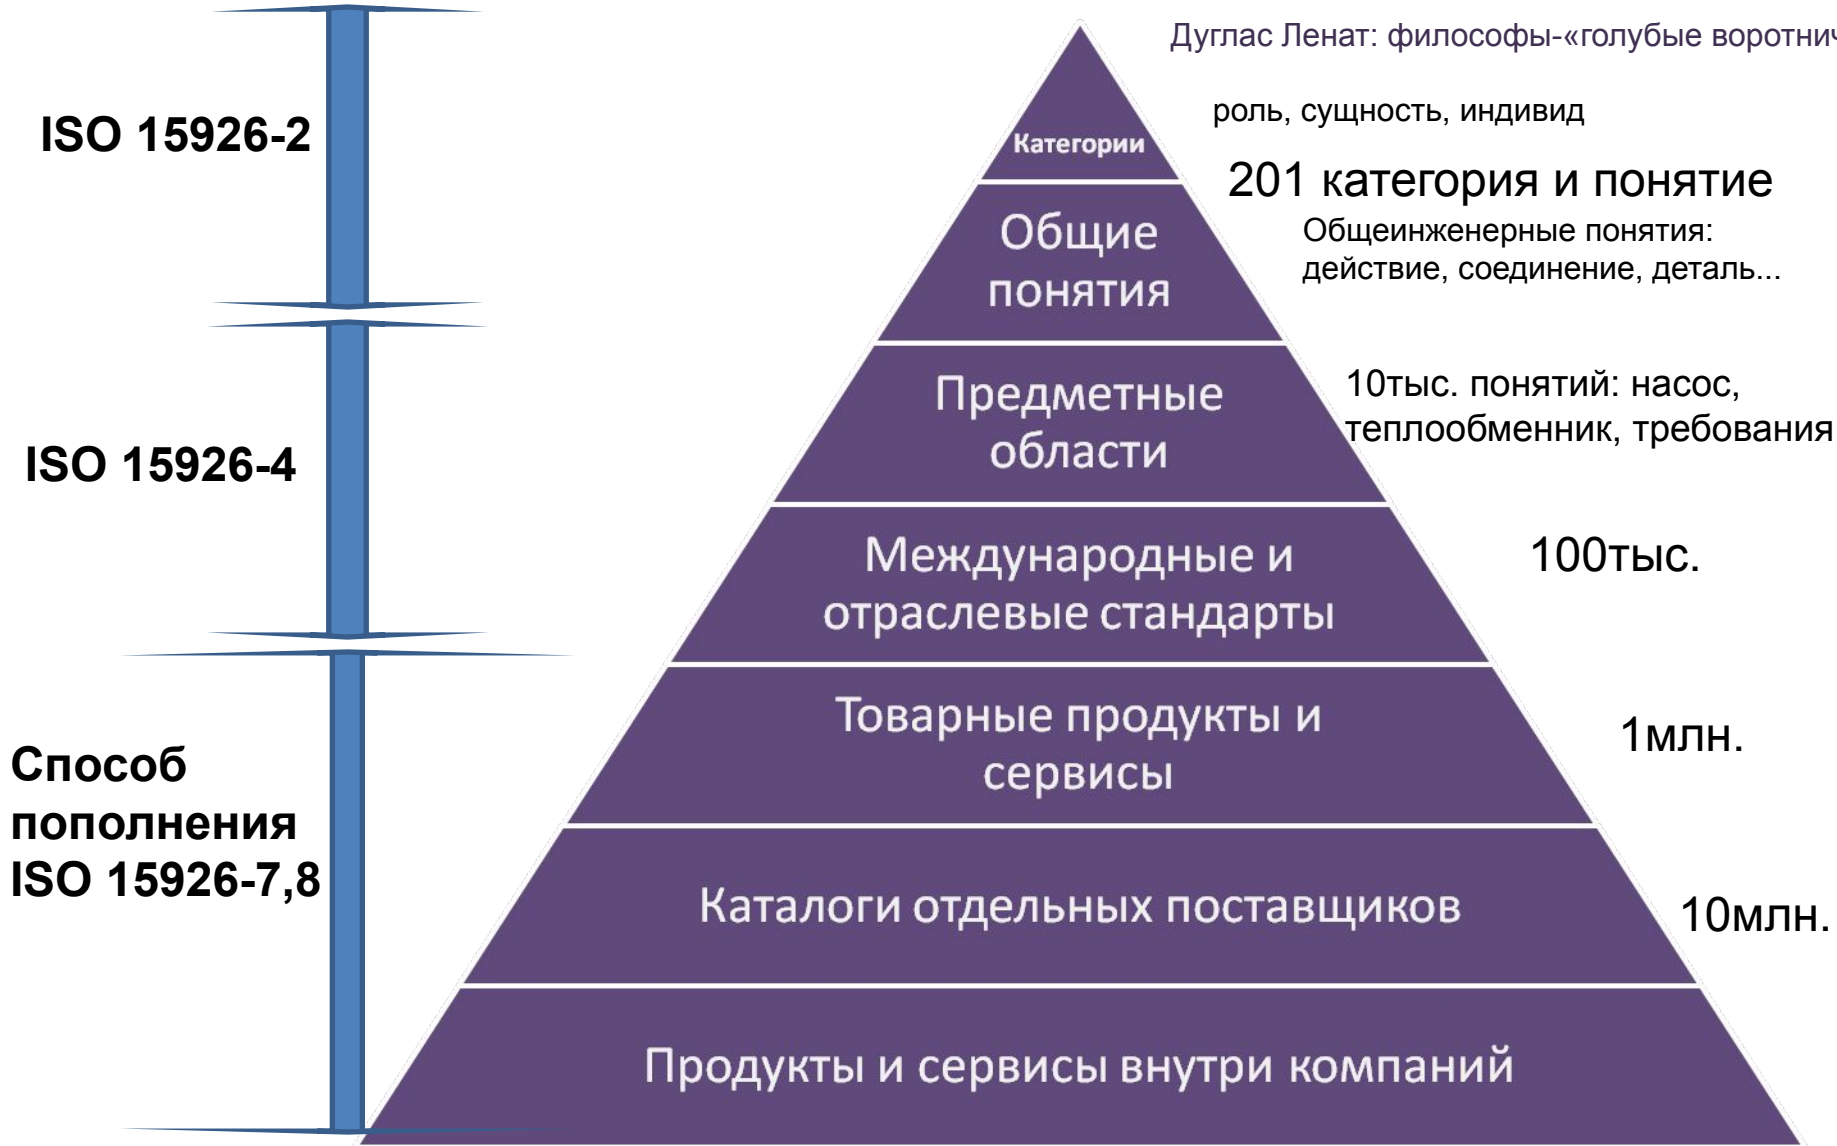 Дуглас Ленат: философы-«голубые
ISO 15926-2
роль, сущность, индивид
Категории
201 категория и понятие
Общие
понятия
Общеинженерные понятия:
действие, соединение, деталь...
ISO 15926-4
Предметные
области
10тыс. понятий: насос,
теплообменник, требования
Международные и
отраслевые стандарты
100тыс.
Способ
пополнения
ISO 15926-7,8
Товарные продукты и
сервисы
1млн.
Каталоги отдельных поставщиков
10млн.
Продукты и сервисы внутри компаний